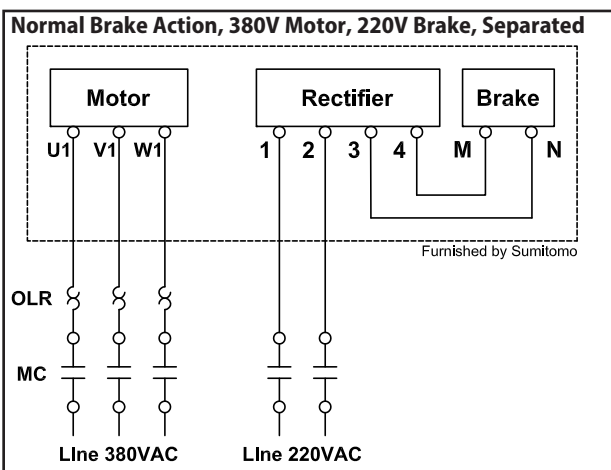 Normal Brake Action, 380V Motor, 220V Brake, Separated
Motor Rectifier Brake
U1 V1 W1 1 2 3 4 M N
Furnished by Sumitomo
OLR
MC
Line 380VAC Line 220VAC